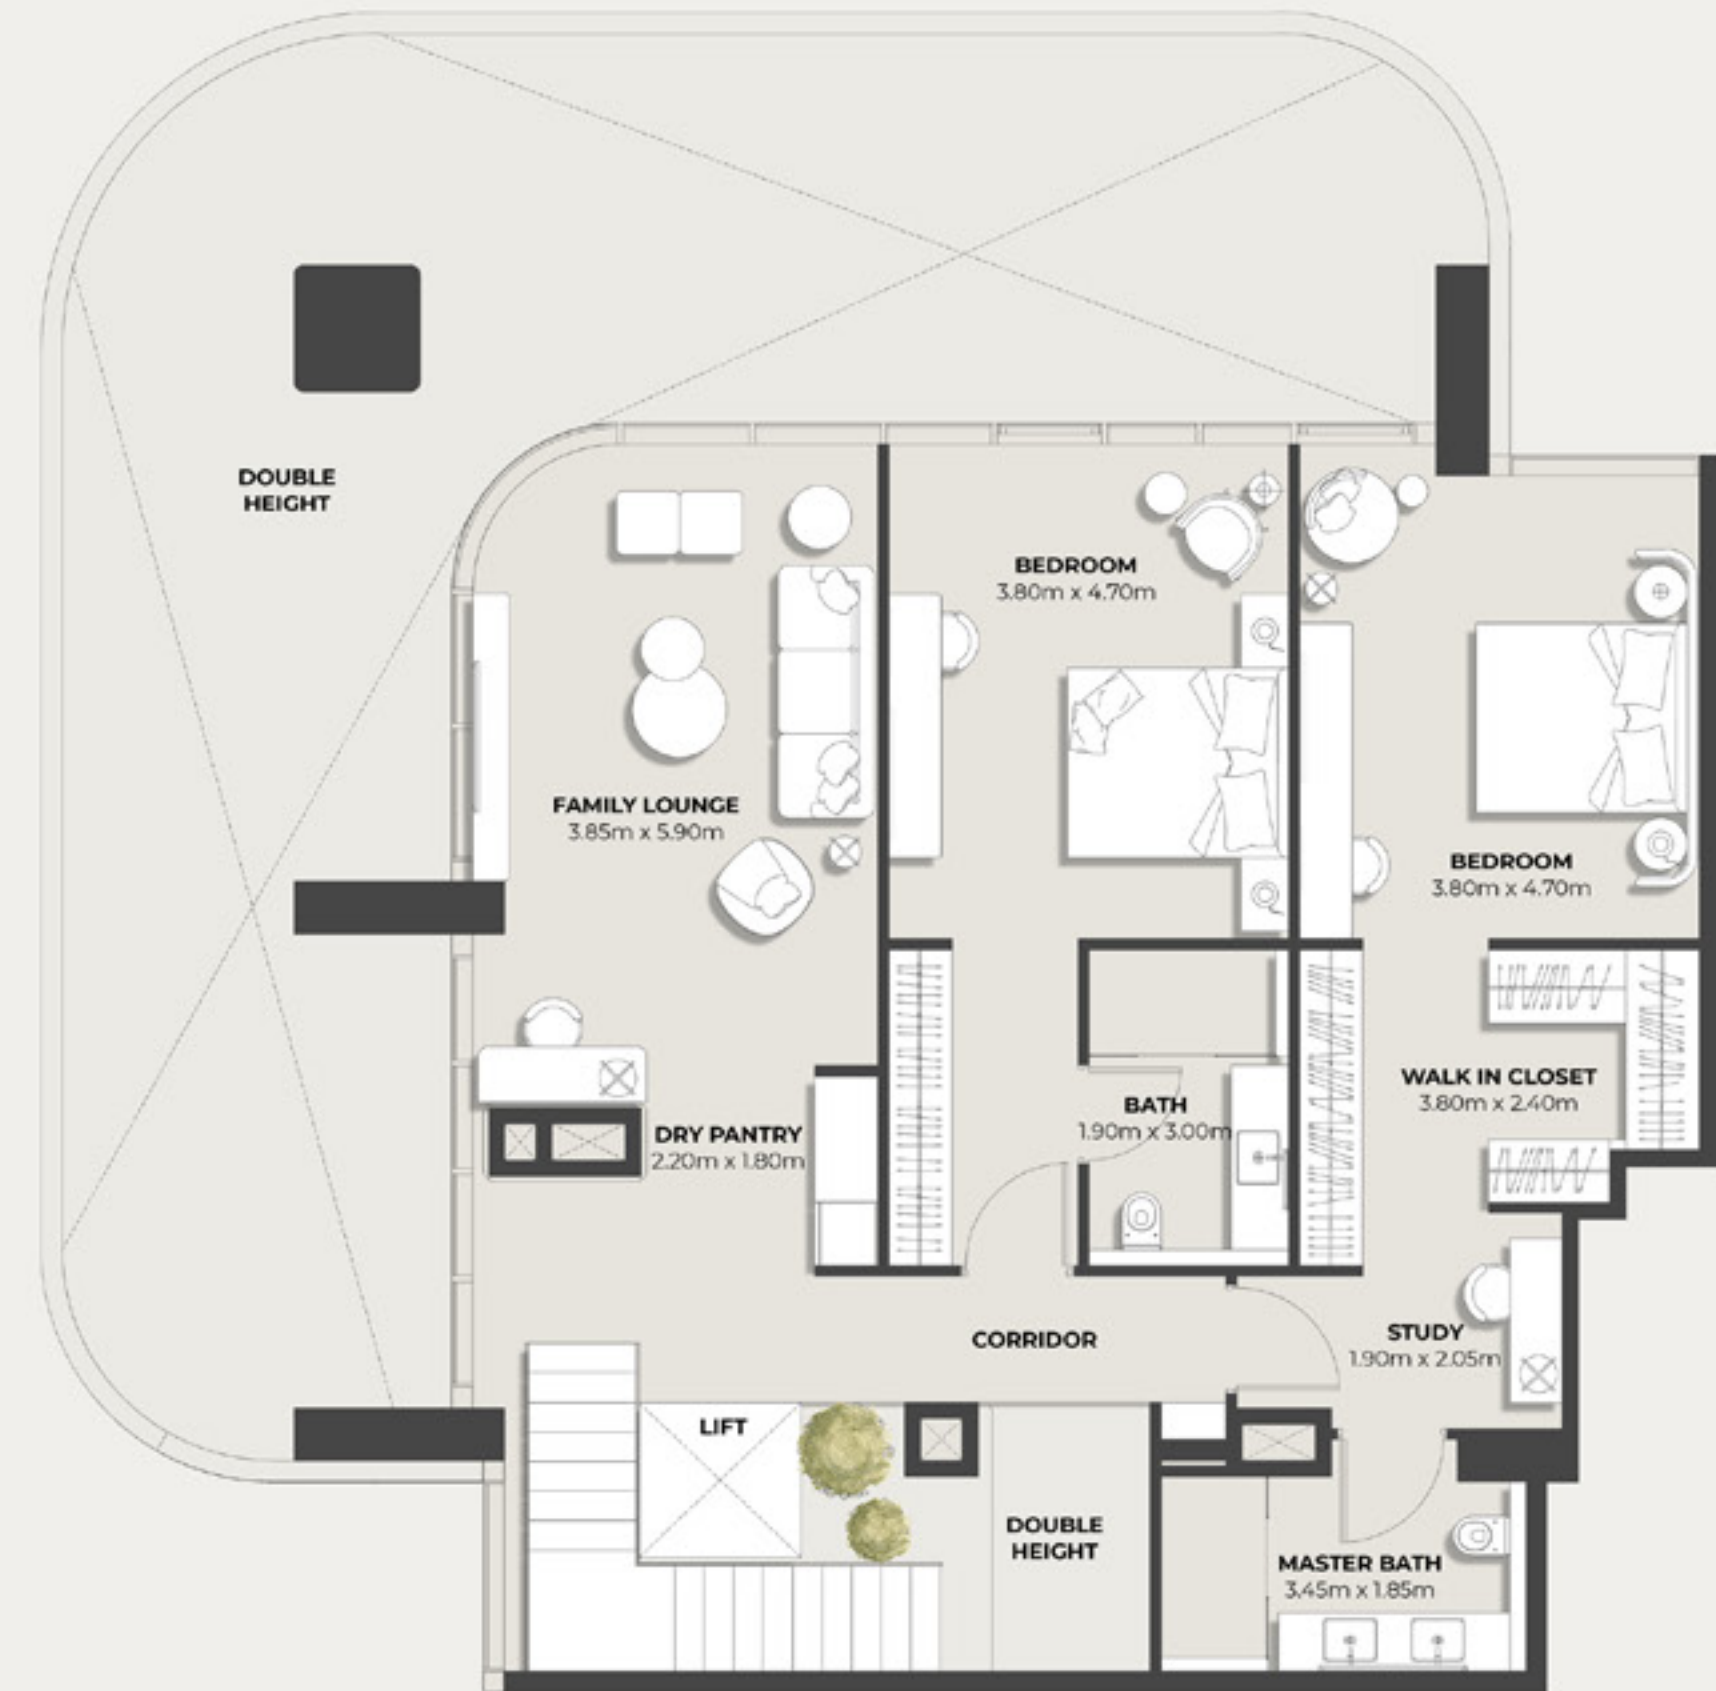 DOUBLE
HEIGHT
BEDROOM
3.80m x 4.70m
FAMILY LOUNGE
3.85m x 5.90m
BEDROOM
3.80m x 4.70m
WALK IN CLOSET
3.80m x 2.40m
BATH
1.90m x 3.00m
DRY PANTRY
2.20m x 1.80m
CORRIDOR
STUDY
1.90m x 2.05m
LIFT
DOUBLE
HEIGHT
MASTER BATH
3.45m x 1.85m